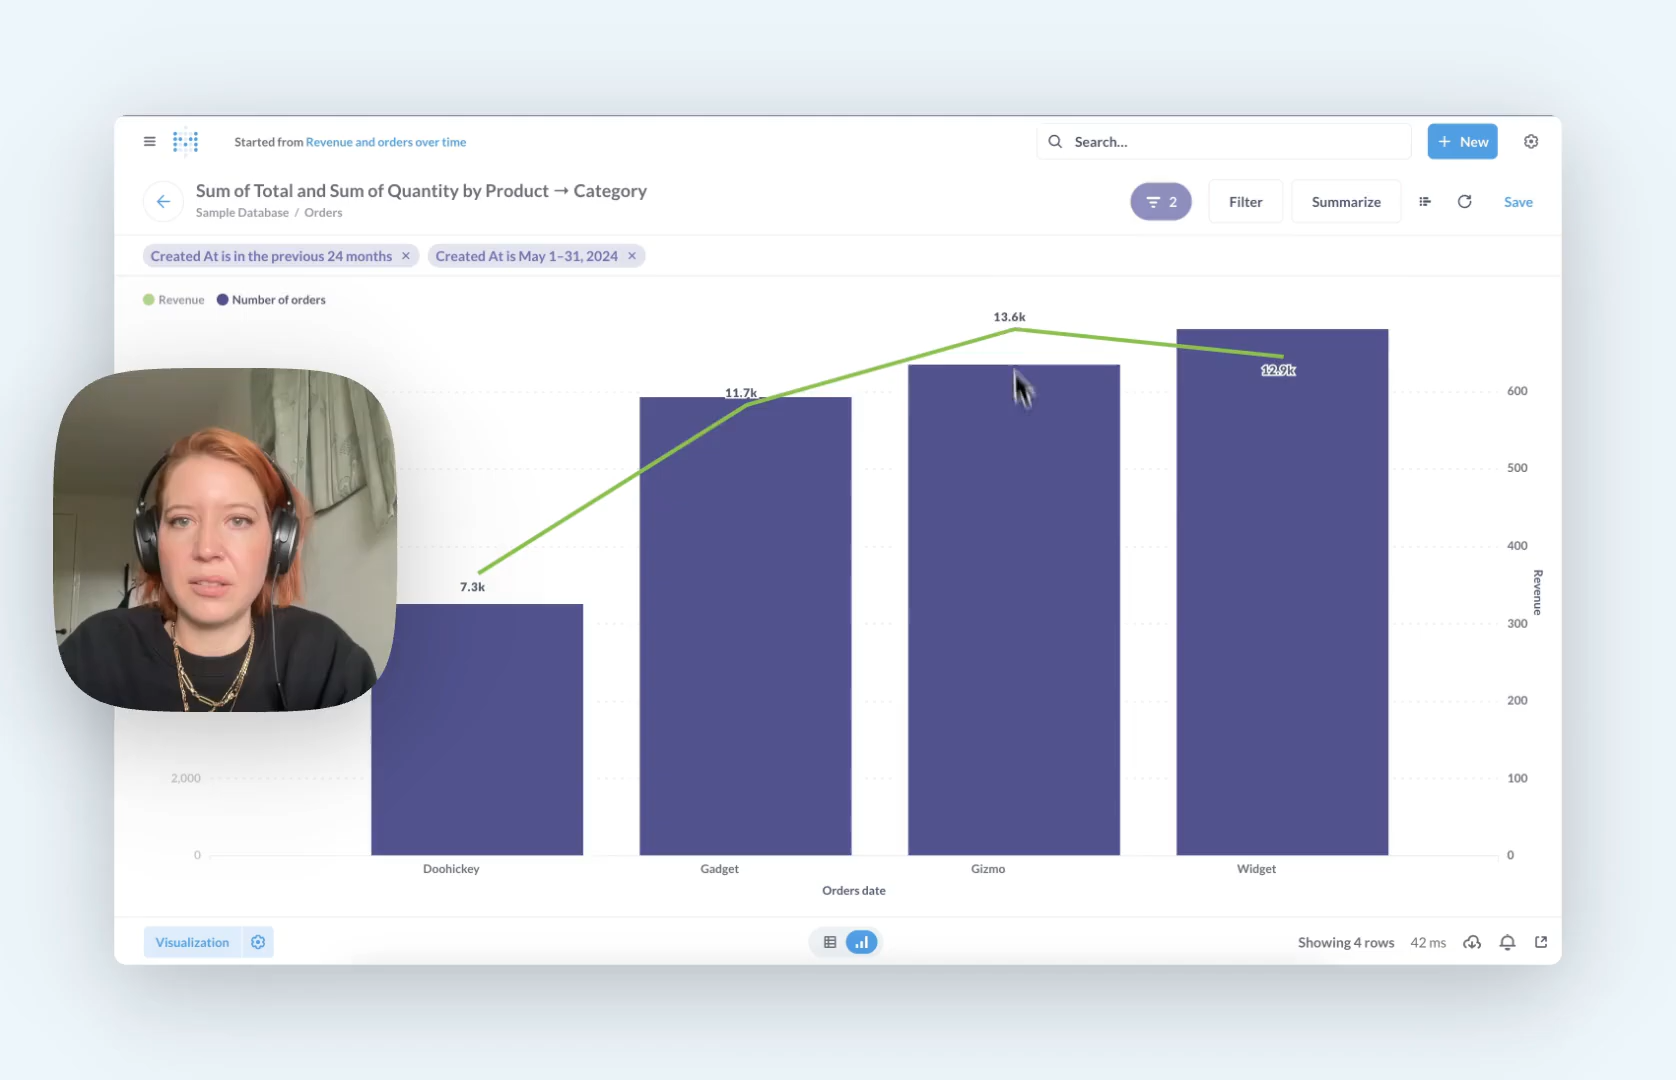 Started from Revenue and orders over time
Search...
+ New
Sum of Total and Sum of Quantity by Product → Category
Sample Database / Orders
2
Filter
Summarize
Save
Created At is in the previous 24 months ×
Created At is May 1–31, 2024 ×
Revenue
Number of orders
13.6k
12.9k
11.7k
7.3k
600
500
400
300
200
100
0
Revenue
2,000
0
Doohickey
Gadget
Gizmo
Widget
Orders date
Visualization
Showing 4 rows
42 ms